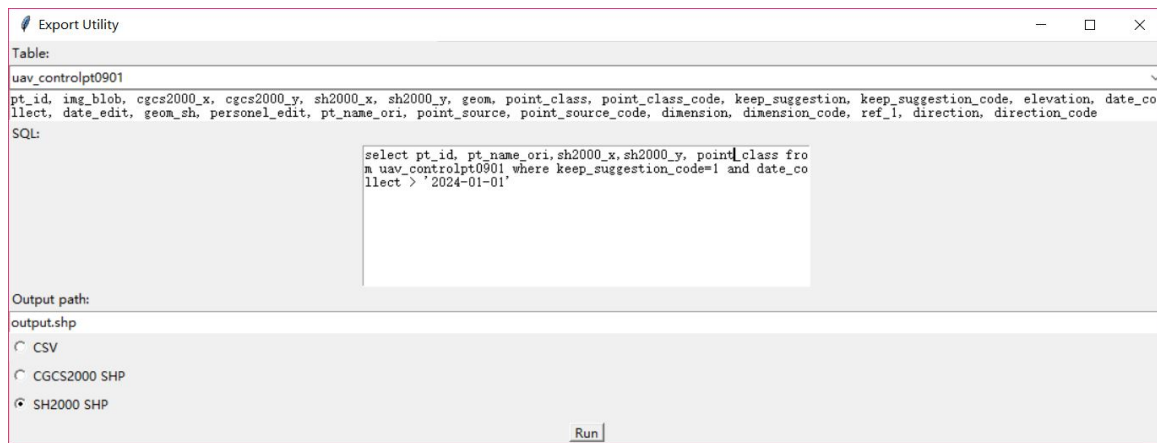 Export Utility
Table:
uav_controlpt0901
pt_id, img_blob, cgcs2000_x, cgcs2000_y, sh2000_x, sh2000_y, geom, point_class, point_class_code, keep_suggestion, keep_suggestion_code, elevation, date_co
llect, date_edit, geom_sh, personel_edit, pt_name_ori, point_source, point_source_code, dimension, dimension_code, ref_1, direction, direction_code
SQL:
select pt_id, pt_name_ori,sh2000_x,sh2000_y, point_class fro
m uav_controlpt0901 where keep_suggestion_code=1 and date_co
llect > '2024-01-01'
Output path:
output.shp
CSV
CGCS2000 SHP
SH2000 SHP
Run